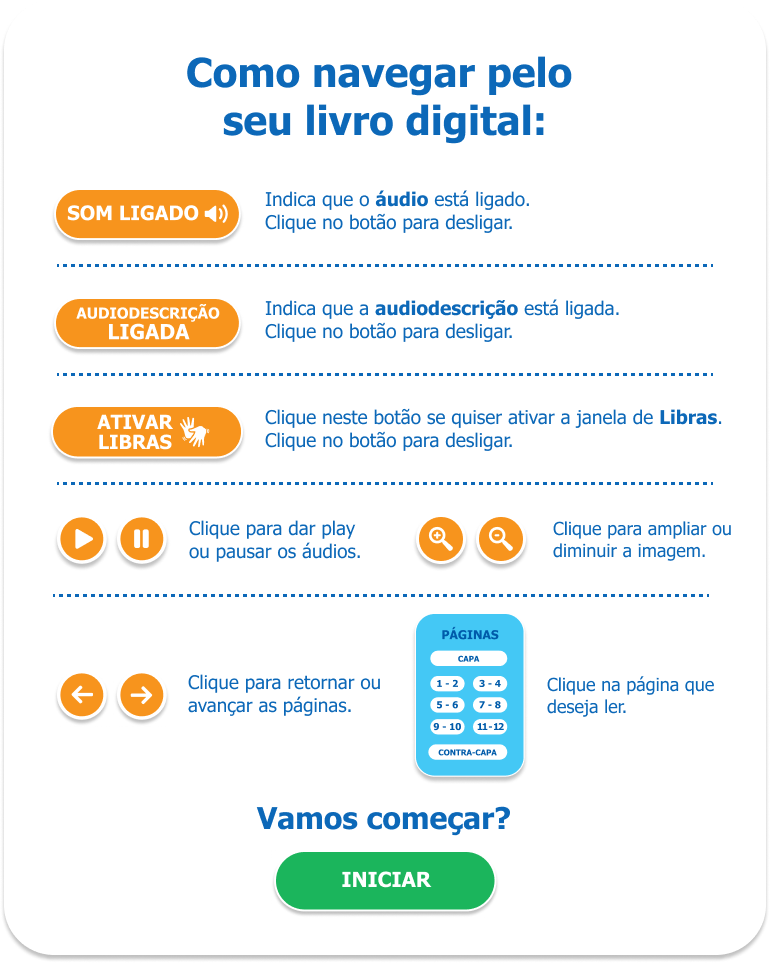 Como navegar pelo
seu livro digital:
SOM LIGADO
Indica que o áudio está ligado.
Clique no botão para desligar.
AUDIODESCRIÇÃO
LIGADA
Indica que a audiodescrição está ligada.
Clique no botão para desligar.
ATIVAR
LIBRAS
Clique neste botão se quiser ativar a janela de Libras.
Clique no botão para desligar.
Clique para dar play
ou pausar os áudios.
Clique para ampliar ou
diminuir a imagem.
Clique para retornar ou
avançar as páginas.
PÁGINAS
CAPA
1 - 2 3 - 4
5 - 6 7 - 8
9 - 10 11-12
CONTRA-CAPA
Clique na página que
deseja ler.
Vamos começar?
INICIAR